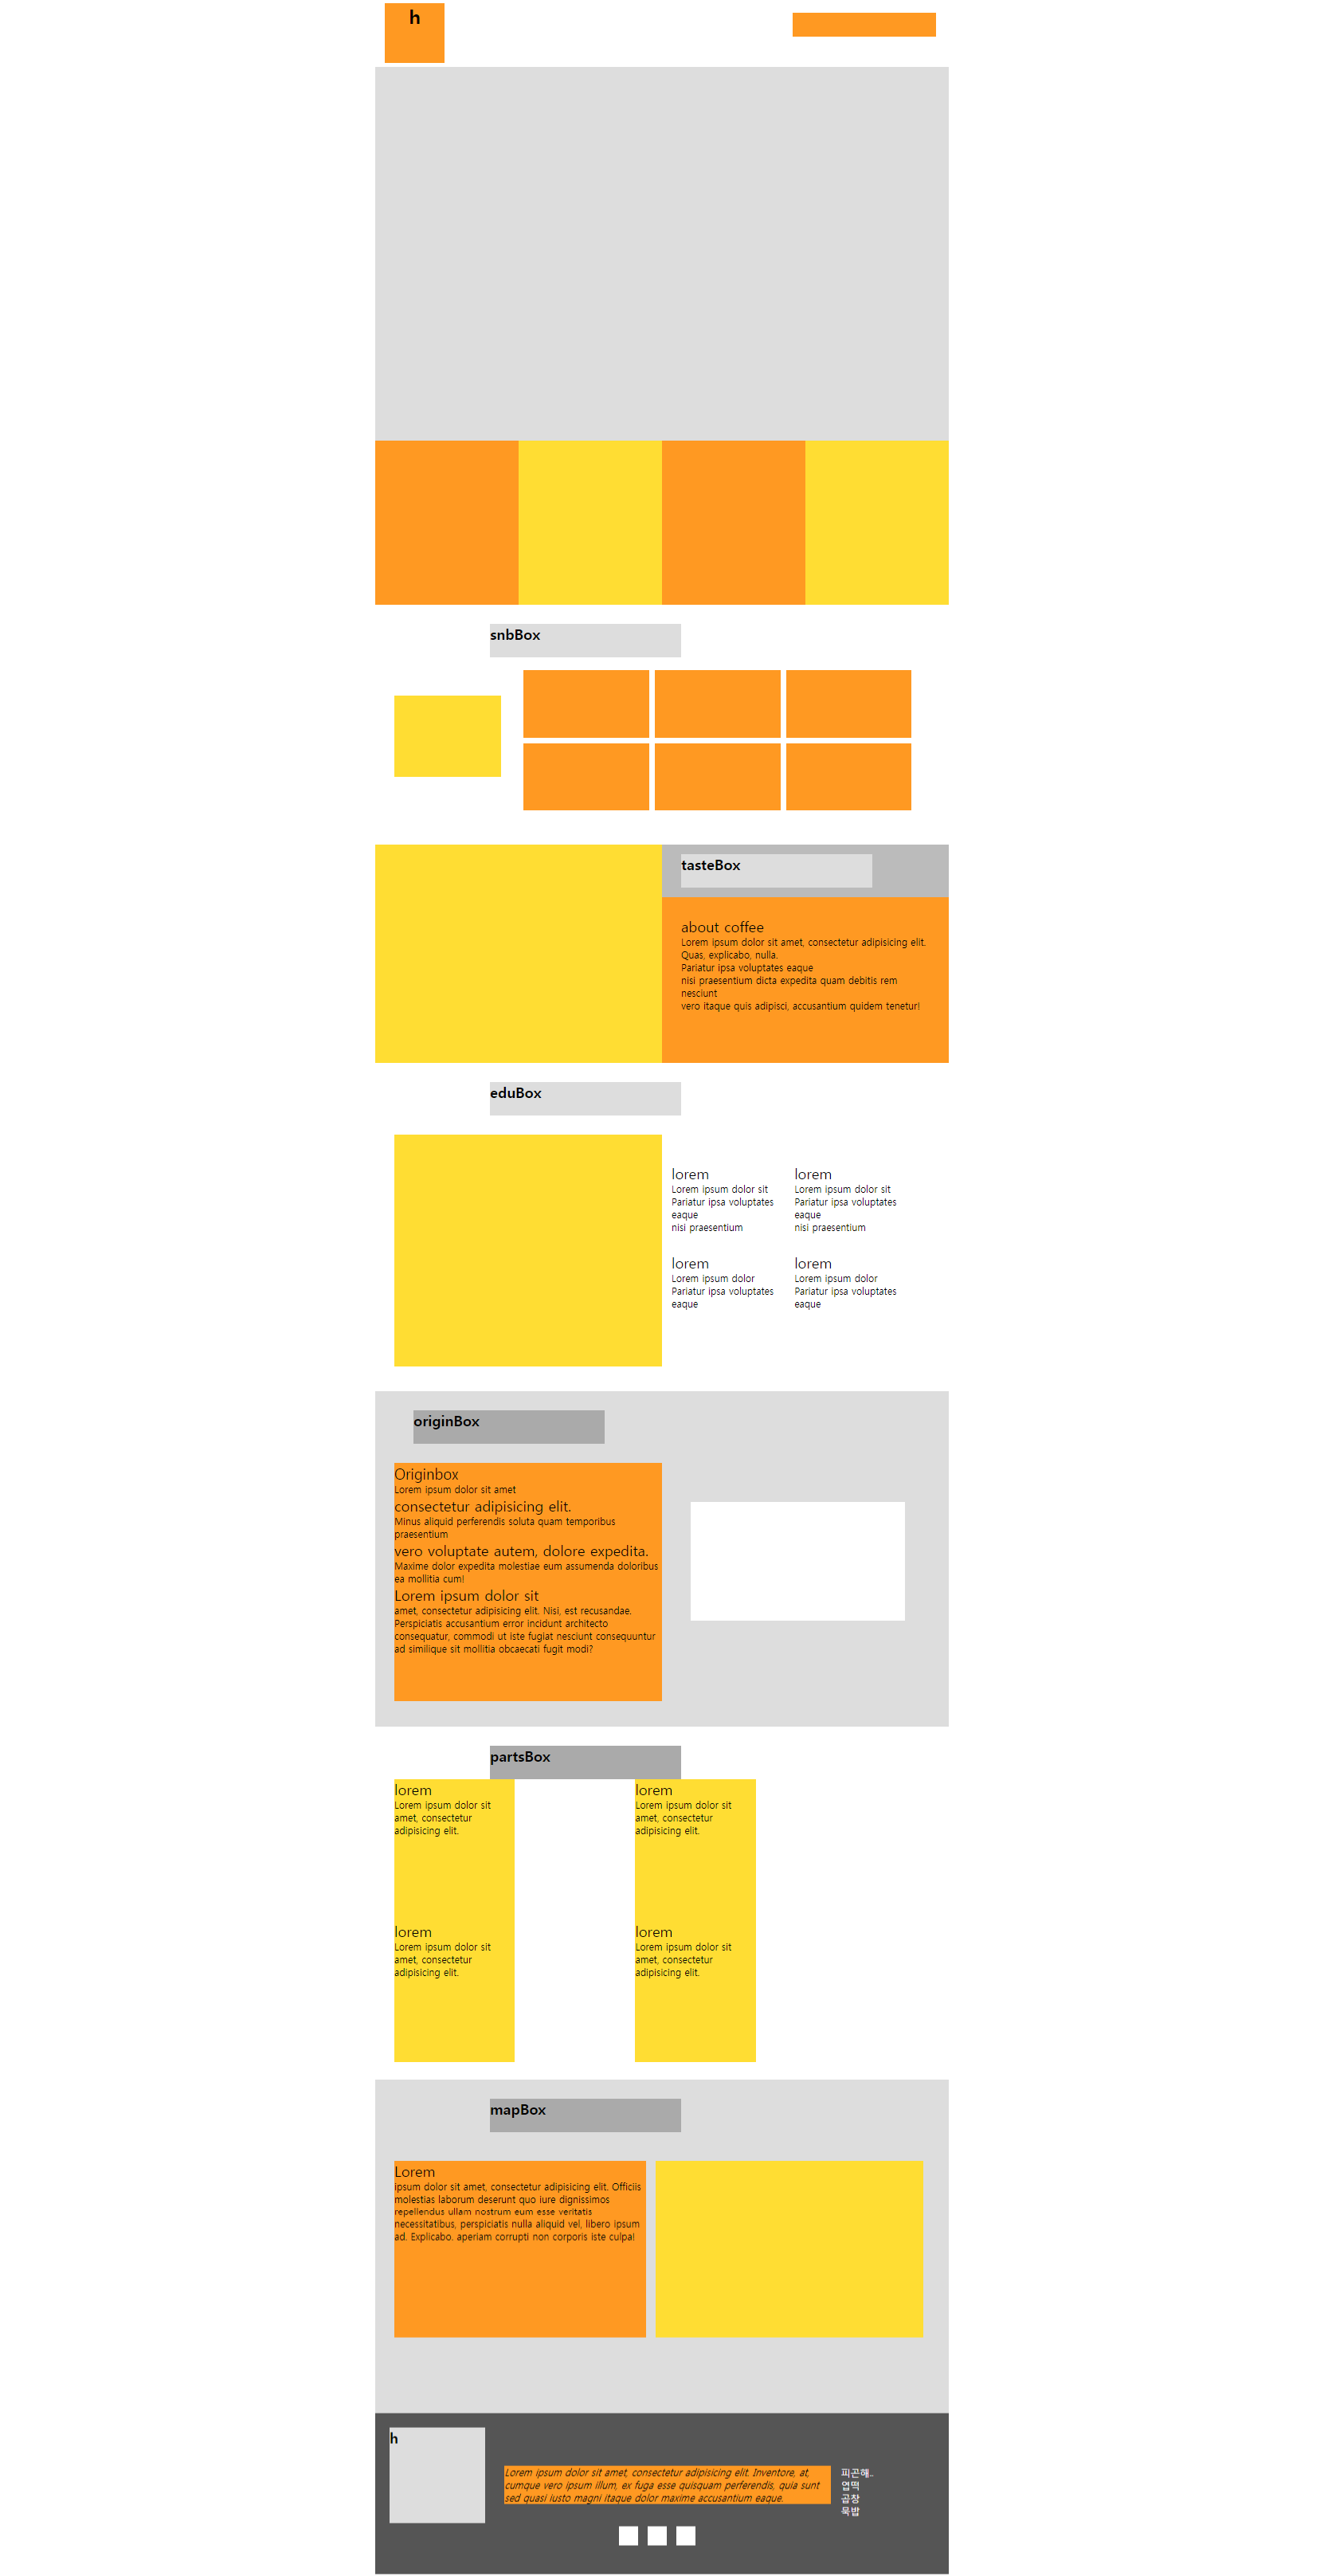 h
snbBox
tasteBox
about coffee
Lorem ipsum dolor sit amet, consectetur adipisicing elit.
Quas, explicabo, nulla.
Pariatur ipsa voluptates eaque
nisi praesentium dicta expedita quam debitis rem
nesciunt
vero itaque quis adipisci, accusantium quidem tenetur!
eduBox
lorem
Lorem ipsum dolor sit
Pariatur ipsa voluptates
eaque
nisi praesentium
lorem
Lorem ipsum dolor sit
Pariatur ipsa voluptates
eaque
nisi praesentium
lorem
Lorem ipsum dolor
Pariatur ipsa voluptates
eaque
lorem
Lorem ipsum dolor
Pariatur ipsa voluptates
eaque
originBox
Originbox
Lorem ipsum dolor sit amet
consectetur adipisicing elit.
Minus aliquid perferendis soluta quam temporibus
praesentium
vero voluptate autem, dolore expedita.
Maxime dolor expedita molestiae eum assumenda doloribus
ea mollitia cum!
Lorem ipsum dolor sit
amet, consectetur adipisicing elit. Nisi, est recusandae.
Perspiciatis accusantium error incidunt architecto
consequatur, commodi ut iste fugiat nesciunt consequuntur
ad similique sit mollitia obcaecati fugit modi?
partsBox
lorem
Lorem ipsum dolor sit
amet, consectetur
adipisicing elit.
lorem
Lorem ipsum dolor sit
amet, consectetur
adipisicing elit.
lorem
Lorem ipsum dolor sit
amet, consectetur
adipisicing elit.
lorem
Lorem ipsum dolor sit
amet, consectetur
adipisicing elit.
mapBox
Lorem
ipsum dolor sit amet, consectetur adipisicing elit. Officiis
molestias laborum deserunt quo iure dignissimos
repellendus ullam nostrum eum esse veritatis
necessitatibus, perspiciatis nulla aliquid vel, libero ipsum
ad. Explicabo. aperiam corrupti non corporis iste culpa!
h
Lorem ipsum dolor sit amet, consectetur adipisicing elit. Inventore, at,
cumque vero ipsum illum, ex fuga esse quisquam perferendis, quia sunt
sed quasi iusto magni itaque dolor maxime accusantium eaque.
피곤해..
엽떡
곱창
묵밥